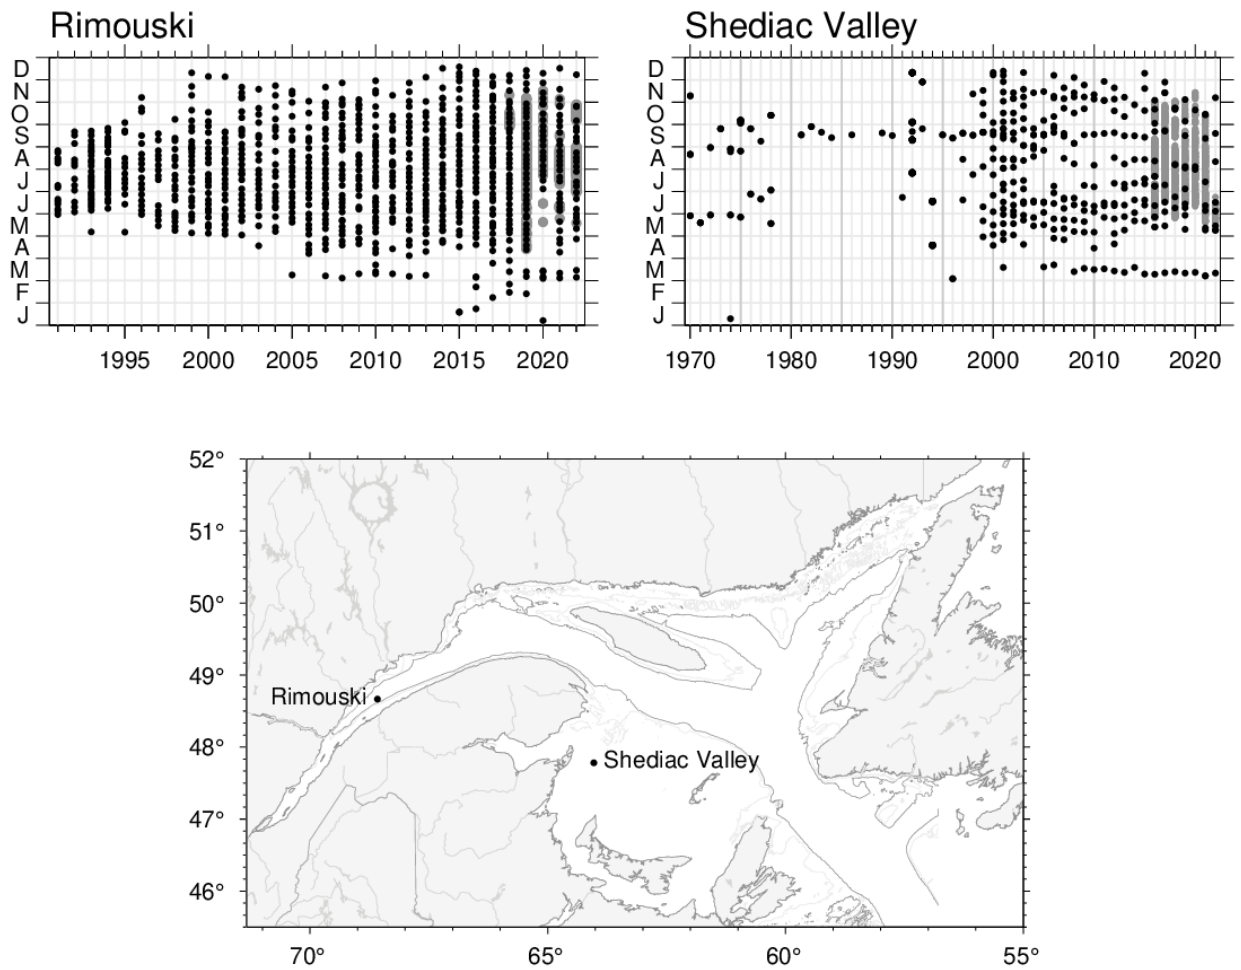 Rimouski
D
N
O
S
A
J
J
M
A
M
F
J
1995 2000 2005 2010 2015 2020
Shediac Valley
D
N
O
S
A
J
J
M
A
M
F
J
1970 1980 1990 2000 2010 2020
52°
51°
50°
49°
48°
47°
46°
Rimouski
Shediac Valley
70° 65° 60° 55°